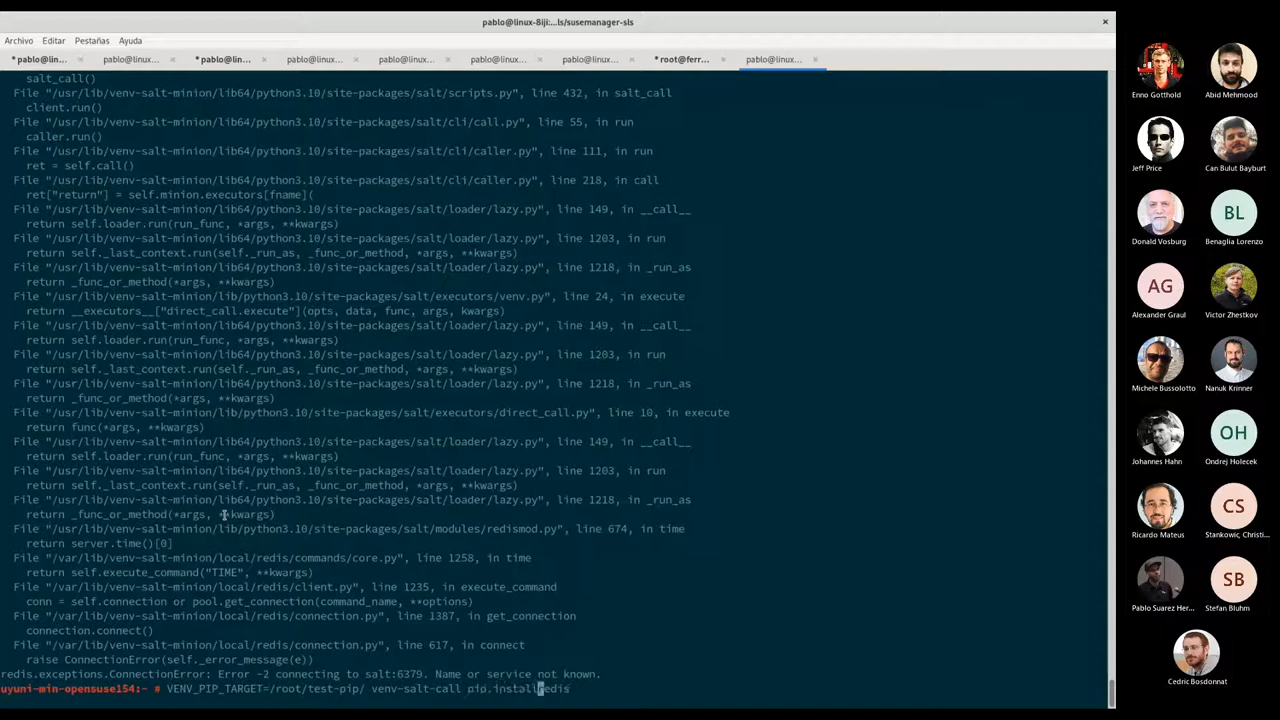 pablo@linux-8iji:...ls/susemanager-sls
Archivo Editar Pestañas Ayuda
* pablo@lin... pablo@linux... * pablo@lin... pablo@linux... pablo@linux... pablo@linux... pablo@linux... * root@ferr... pablo@linux...
salt_call()
File "/usr/lib/venv-salt-minion/lib64/python3.10/site-packages/salt/scripts.py", line 432, in salt_call
client.run()
File "/usr/lib/venv-salt-minion/lib64/python3.10/site-packages/salt/cli/call.py", line 55, in run
caller.run()
File "/usr/lib/venv-salt-minion/lib64/python3.10/site-packages/salt/cli/caller.py", line 111, in run
ret = self.call()
File "/usr/lib/venv-salt-minion/lib64/python3.10/site-packages/salt/cli/caller.py", line 218, in call
ret["return"] = self.minion.executors[fname](
File "/usr/lib/venv-salt-minion/lib64/python3.10/site-packages/salt/loader/lazy.py", line 149, in __call__
return self.loader.run(run_func, *args, **kwargs)
File "/usr/lib/venv-salt-minion/lib64/python3.10/site-packages/salt/loader/lazy.py", line 1203, in run
return self._last_context.run(self._run_as, _func_or_method, *args, **kwargs)
File "/usr/lib/venv-salt-minion/lib64/python3.10/site-packages/salt/loader/lazy.py", line 1218, in _run_as
return _func_or_method(*args, **kwargs)
File "/usr/lib/venv-salt-minion/lib64/python3.10/site-packages/salt/executors/venv.py", line 24, in execute
return __executors__["direct_call.execute"](opts, data, func, args, kwargs)
File "/usr/lib/venv-salt-minion/lib64/python3.10/site-packages/salt/loader/lazy.py", line 149, in __call__
return self.loader.run(run_func, *args, **kwargs)
File "/usr/lib/venv-salt-minion/lib64/python3.10/site-packages/salt/loader/lazy.py", line 1203, in run
return self._last_context.run(self._run_as, _func_or_method, *args, **kwargs)
File "/usr/lib/venv-salt-minion/lib64/python3.10/site-packages/salt/loader/lazy.py", line 1218, in _run_as
return _func_or_method(*args, **kwargs)
File "/usr/lib/venv-salt-minion/lib64/python3.10/site-packages/salt/executors/direct_call.py", line 10, in execute
return func(*args, **kwargs)
File "/usr/lib/venv-salt-minion/lib64/python3.10/site-packages/salt/loader/lazy.py", line 149, in __call__
return self.loader.run(run_func, *args, **kwargs)
File "/usr/lib/venv-salt-minion/lib64/python3.10/site-packages/salt/loader/lazy.py", line 1203, in run
return self._last_context.run(self._run_as, _func_or_method, *args, **kwargs)
File "/usr/lib/venv-salt-minion/lib64/python3.10/site-packages/salt/loader/lazy.py", line 1218, in _run_as
return _func_or_method(*args, **kwargs)
File "/usr/lib/venv-salt-minion/lib/python3.10/site-packages/salt/modules/redismod.py", line 674, in time
return server.time()[0]
File "/var/lib/venv-salt-minion/local/redis/commands/core.py", line 1258, in time
return self.execute_command("TIME", **kwargs)
File "/var/lib/venv-salt-minion/local/redis/client.py", line 1235, in execute_command
conn = self.connection or pool.get_connection(command_name, **options)
File "/var/lib/venv-salt-minion/local/redis/connection.py", line 1387, in get_connection
connection.connect()
File "/var/lib/venv-salt-minion/local/redis/connection.py", line 617, in connect
raise ConnectionError(self._error_message(e))
redis.exceptions.ConnectionError: Error -2 connecting to salt:6379. Name or service not known.
uyuni-min-opensuse154:~ # VENV_PIP_TARGET=/root/test-pip/ venv-salt-call pip.install redis
Enno Gotthold
Abid Mehmood
Jeff Price
Can Bulut Bayburt
BL
Donald Vosburg
Benaglia Lorenzo
AG
Alexander Graul
Victor Zhestkov
Michele Bussolotto
Nanuk Krinner
OH
Johannes Hahn
Ondrej Holecek
CS
Ricardo Mateus
Stankovic, Christi...
SB
Pablo Suarez Her...
Stefan Bluhm
Cedric Bosdonnat